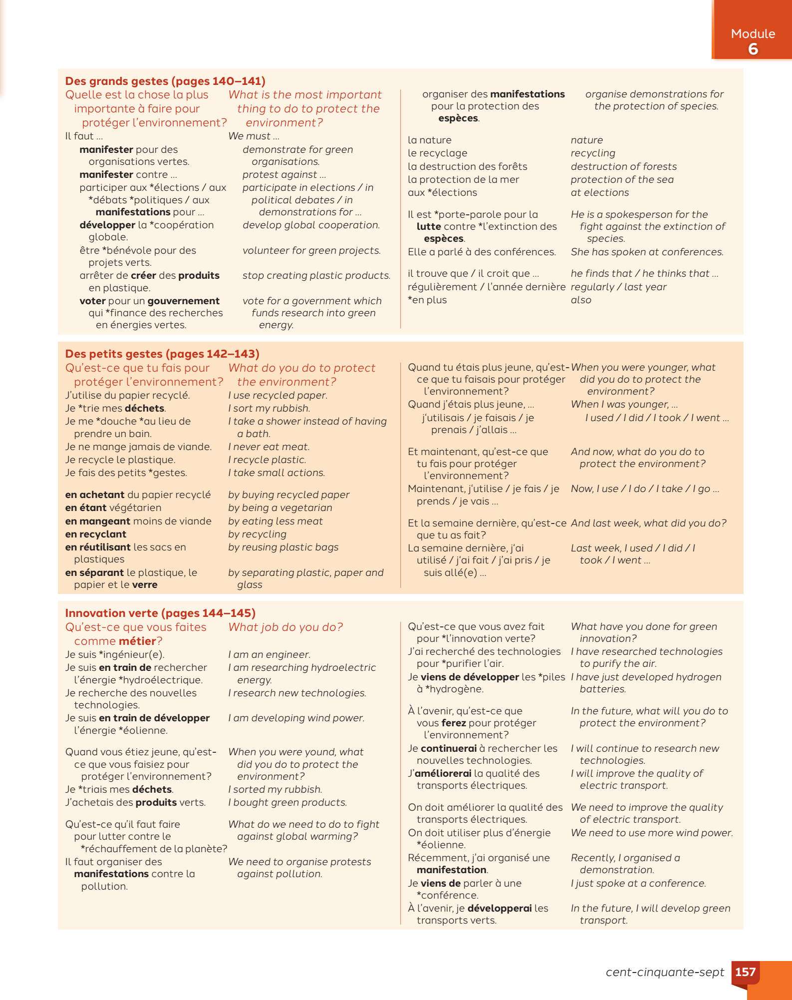 Module
6
Des grands gestes (pages 140–141)
Quelle est la chose la plus What is the most important
importante à faire pour thing to do to protect the
protéger l’environnement? environment?
Il faut ... We must ...
manifester pour des demonstrate for green
organisations vertes. organisations.
manifester contre ... protest against ...
participer aux *élections / aux participate in elections / in
*débats *politiques / aux political debates / in
manifestations pour ... demonstrations for ...
développer la *coopération develop global cooperation.
globale.
être *bénévole pour des volunteer for green projects.
projets verts.
arrêter de créer des produits stop creating plastic products.
en plastique.
voter pour un gouvernement vote for a government which
qui *finance des recherches funds research into green
en énergies vertes. energy.
organiser des manifestations organise demonstrations for
pour la protection des the protection of species.
espèces.
la nature nature
le recyclage recycling
la destruction des forêts destruction of forests
la protection de la mer protection of the sea
aux *élections at elections
Il est *porte-parole pour la He is a spokesperson for the
lutte contre *l’extinction des fight against the extinction of
espèces. species.
Elle a parlé à des conférences. She has spoken at conferences.
il trouve que / il croit que ... he finds that / he thinks that ...
régulièrement / l’année dernière regularly / last year
*en plus also
Des petits gestes (pages 142–143)
Qu’est-ce que tu fais pour What do you do to protect
protéger l’environnement? the environment?
J’utilise du papier recyclé. I use recycled paper.
Je *trie mes déchets. I sort my rubbish.
Je me *douche *au lieu de I take a shower instead of having
prendre un bain. a bath.
Je ne mange jamais de viande. I never eat meat.
Je recycle le plastique. I recycle plastic.
Je fais des petits *gestes. I take small actions.
en achetant du papier recyclé by buying recycled paper
en étant végétarien by being a vegetarian
en mangeant moins de viande by eating less meat
en recyclant by recycling
en réutilisant les sacs en by reusing plastic bags
plastiques
en séparant le plastique, le by separating plastic, paper and
papier et le verre glass
Quand tu étais plus jeune, qu’est- When you were younger, what
ce que tu faisais pour protéger did you do to protect the
l’environnement? environment?
Quand j’étais plus jeune, ... When I was younger, ...
j‘utilisais / je faisais / je I used / I did / I took / I went ...
prenais / j’allais ...
Et maintenant, qu’est-ce que And now, what do you do to
tu fais pour protéger protect the environment?
l’environnement?
Maintenant, j‘utilise / je fais / je Now, I use / I do / I take / I go ...
prends / je vais ...
Et la semaine dernière, qu’est-ce And last week, what did you do?
que tu as fait?
La semaine dernière, j‘ai Last week, I used / I did / I
utilisé / j‘ai fait / j’ai pris / je took / I went ...
suis allé(e) ...
Innovation verte (pages 144–145)
Qu’est-ce que vous faites What job do you do?
comme métier?
Je suis *ingénieur(e). I am an engineer.
Je suis en train de rechercher I am researching hydroelectric
l’énergie *hydroélectrique. energy.
Je recherche des nouvelles I research new technologies.
technologies.
Je suis en train de développer I am developing wind power.
l’énergie *éolienne.
Quand vous étiez jeune, qu’est- When you were yound, what
ce que vous faisiez pour did you do to protect the
protéger l’environnement? environment?
Je *triais mes déchets. I sorted my rubbish.
J’achetais des produits verts. I bought green products.
Qu’est-ce qu’il faut faire What do we need to do to fight
pour lutter contre le against global warming?
*réchauffement de la planète?
Il faut organiser des We need to organise protests
manifestations contre la against pollution.
pollution.
Qu’est-ce que vous avez fait What have you done for green
pour *l’innovation verte? innovation?
J’ai recherché des technologies I have researched technologies
pour *purifier l’air. to purify the air.
Je viens de développer les *piles I have just developed hydrogen
à *hydrogène. batteries.
À l’avenir, qu’est-ce que In the future, what will you do to
vous ferez pour protéger protect the environment?
l’environnement?
Je continuerai à rechercher les I will continue to research new
nouvelles technologies. technologies.
J’améliorerai la qualité des I will improve the quality of
transports électriques. electric transport.
On doit améliorer la qualité des We need to improve the quality
transports électriques. of electric transport.
On doit utiliser plus d’énergie We need to use more wind power.
*éolienne.
Récemment, j’ai organisé une Recently, I organised a
manifestation. demonstration.
Je viens de parler à une I just spoke at a conference.
*conférence.
À l’avenir, je développerai les In the future, I will develop green
transports verts. transport.
cent-cinquante-sept 157